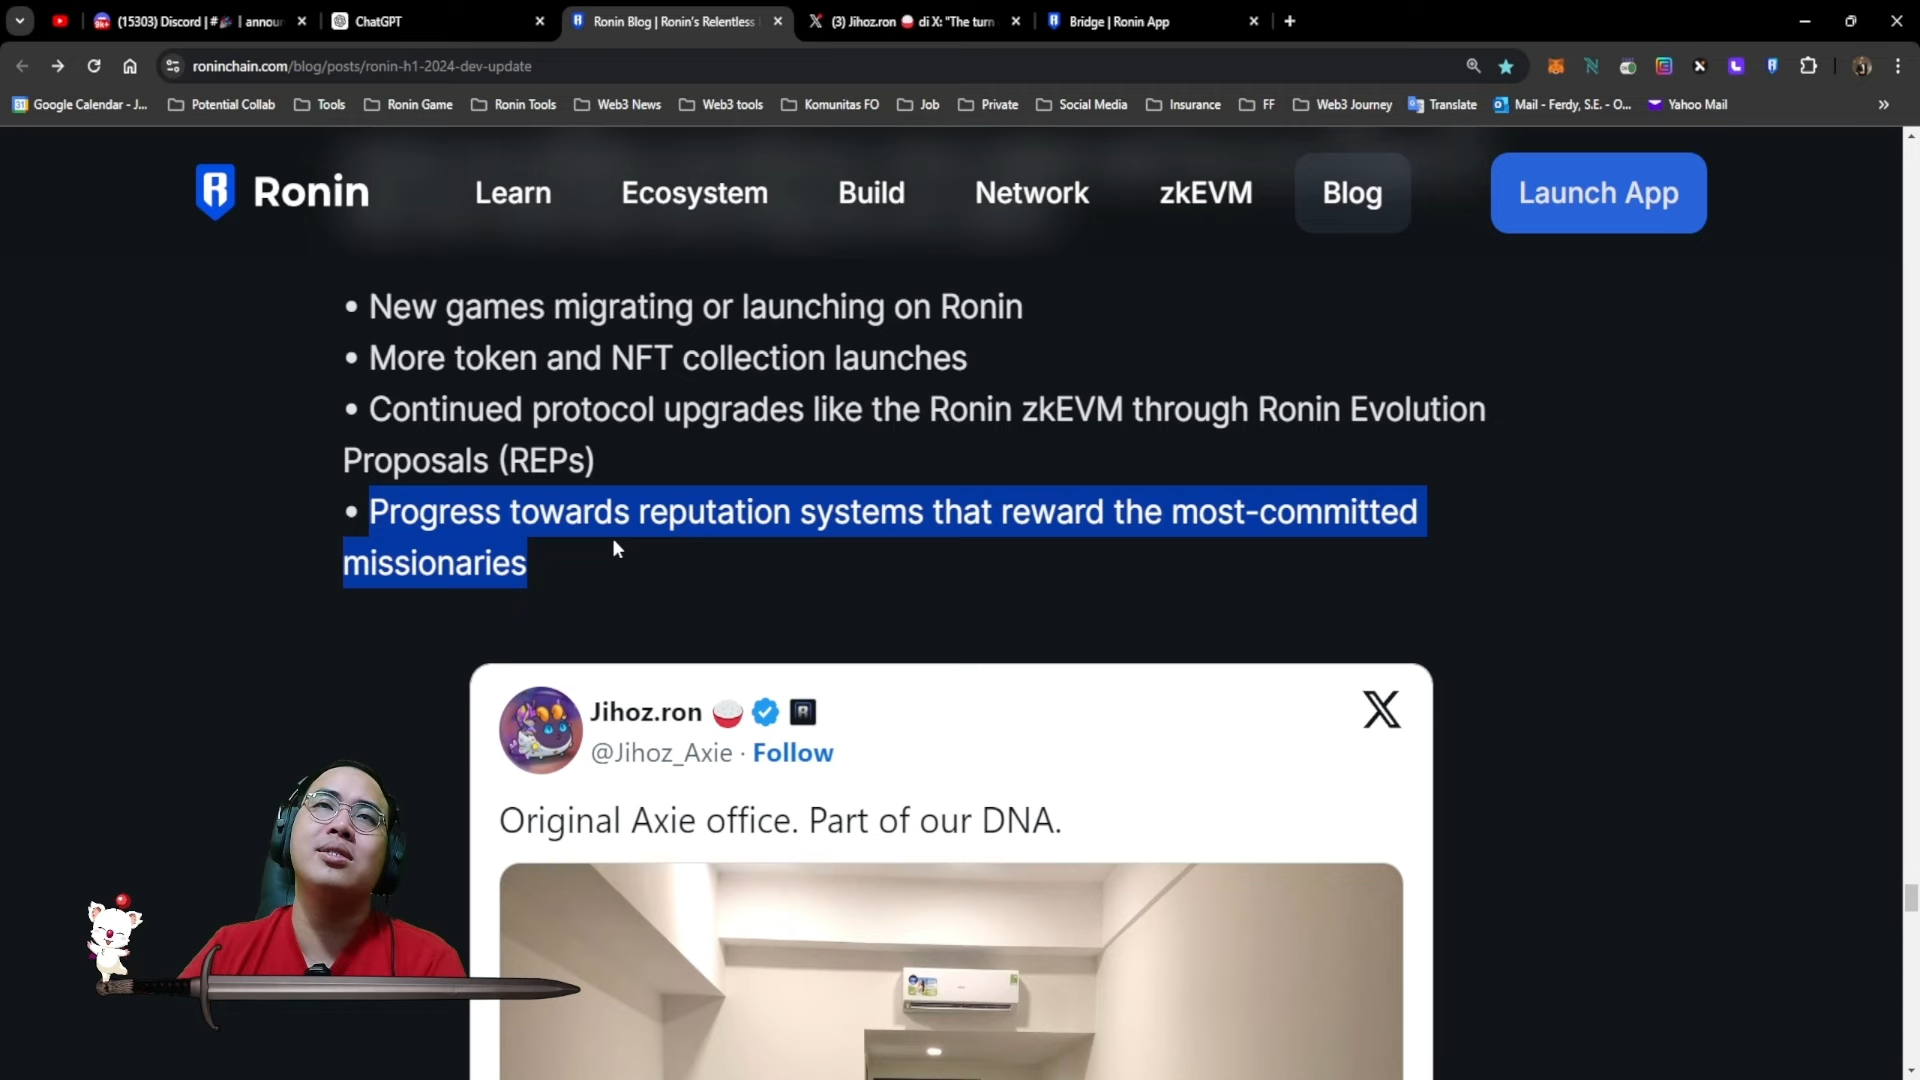 (15303) Discord | #🎉 | announ
ChatGPT
Ronin Blog | Ronin's Relentless
(3) Jihoz.ron 🍚 di X: "The turn
Bridge | Ronin App
roninchain.com/blog/posts/ronin-h1-2024-dev-update
Google Calendar - J...
Potential Collab
Tools
Ronin Game
Ronin Tools
Web3 News
Web3 tools
Komunitas FO
Job
Private
Social Media
Insurance
FF
Web3 Journey
Translate
Mail - Ferdy, S.E. - O...
Yahoo Mail
Ronin
Learn
Ecosystem
Build
Network
zkEVM
Blog
Launch App
• New games migrating or launching on Ronin
• More token and NFT collection launches
• Continued protocol upgrades like the Ronin zkEVM through Ronin Evolution
Proposals (REPs)
• Progress towards reputation systems that reward the most-committed
missionaries
Jihoz.ron 🍚
@Jihoz_Axie · Follow
Original Axie office. Part of our DNA.